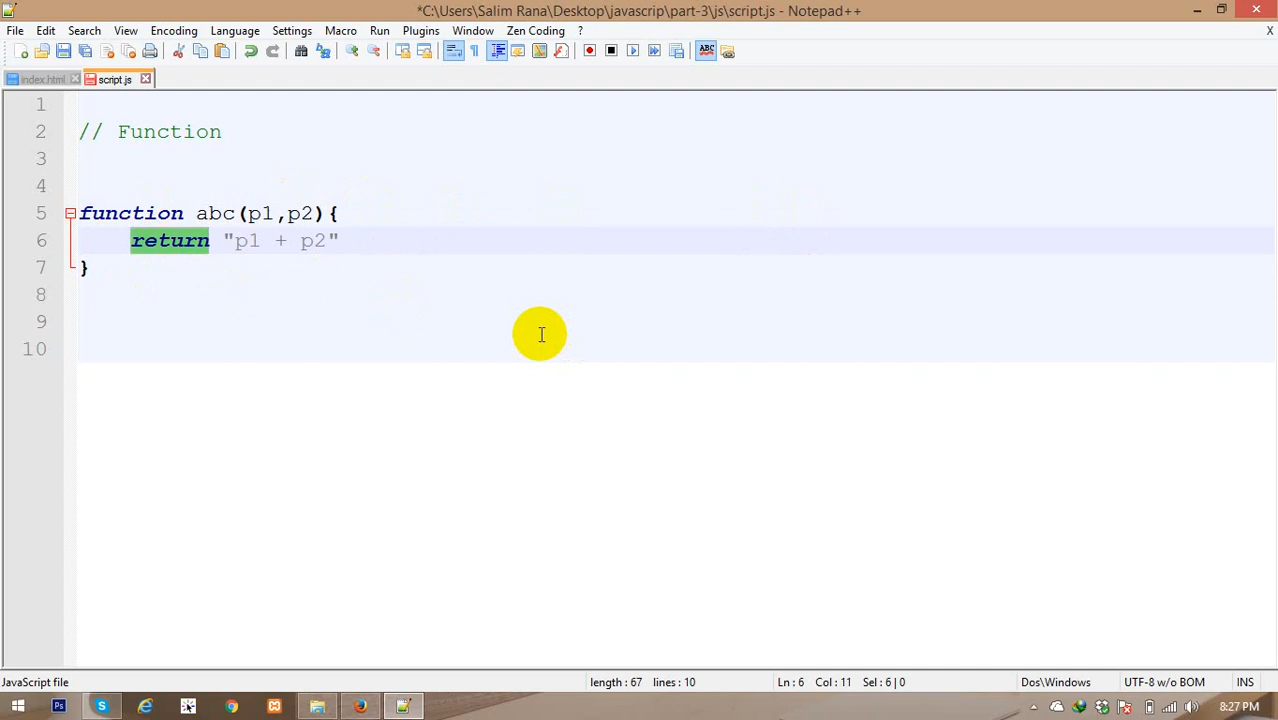 *C:\Users\Salim Rana\Desktop\javascrip\part-3\js\script.js - Notepad++
File Edit Search View Encoding Language Settings Macro Run Plugins Window Zen Coding ? X
index.html script.js
1
2 // Function
3
4
5 function abc(p1,p2){
6 return "p1 + p2"
7 }
8
9
10
JavaScript file length : 67 lines : 10 Ln : 6 Col : 11 Sel : 6 | 0 Dos\Windows UTF-8 w/o BOM INS
8:27 PM